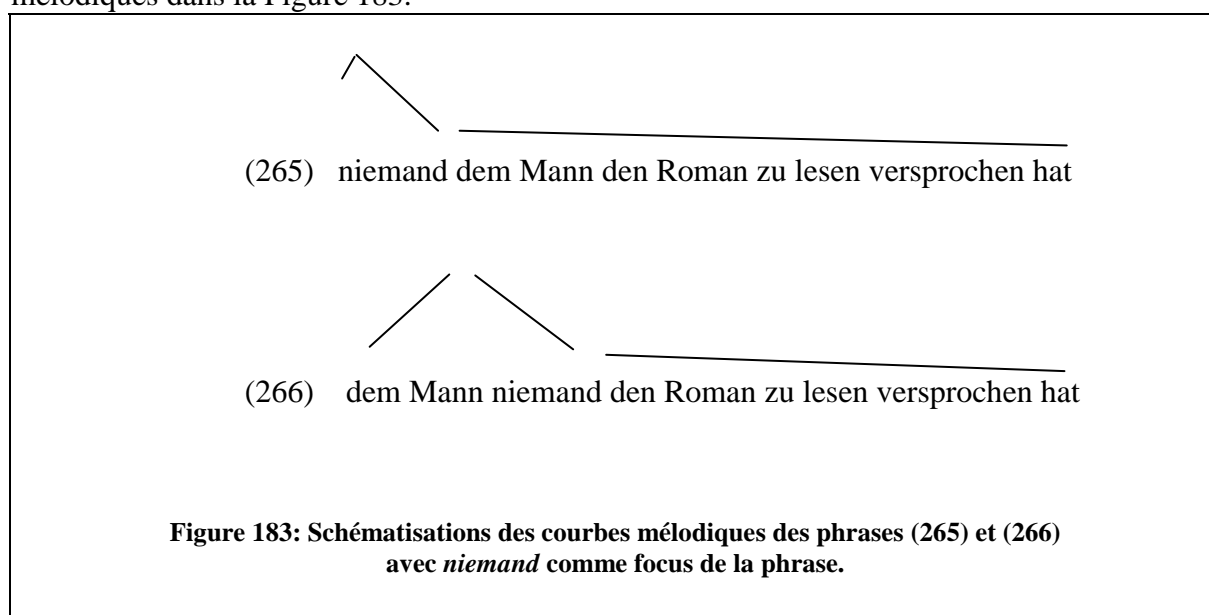 mélodiques dans la Figure 183.
(265) niemand dem Mann den Roman zu lesen versprochen hat
(266) dem Mann niemand den Roman zu lesen versprochen hat
Figure 183: Schématisations des courbes mélodiques des phrases (265) et (266)
avec niemand comme focus de la phrase.